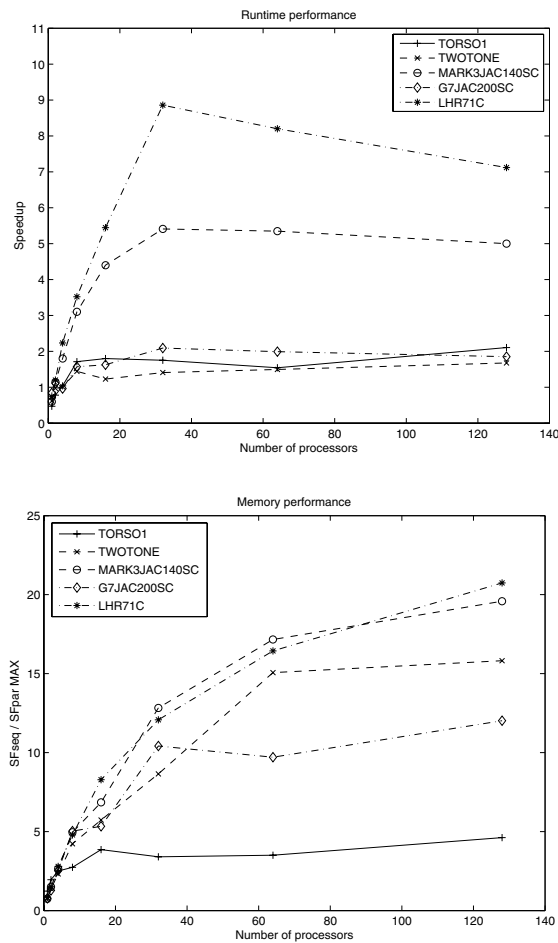 Runtime performance
11
10
9
8
7
6
5
4
3
2
1
0
Speedup
TORSO1
TWOTONE
MARK3JAC140SC
G7JAC200SC
LHR71C
0 20 40 60 80 100 120 140
Number of processors
Memory performance
25
20
15
10
5
0
SFseq / SFpar MAX
TORSO1
TWOTONE
MARK3JAC140SC
G7JAC200SC
LHR71C
0 20 40 60 80 100 120 140
Number of processors